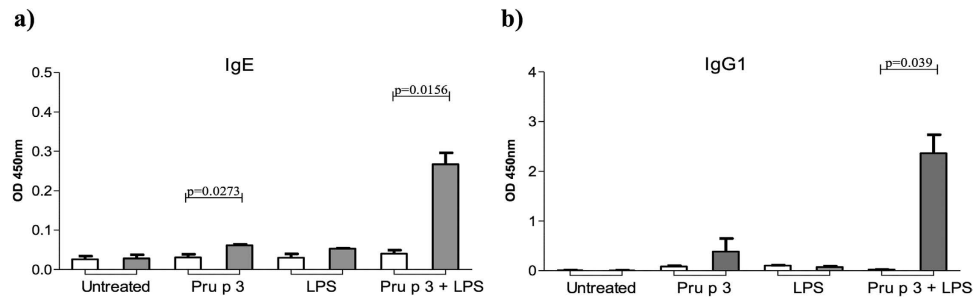 a)
IgE
OD 450nm
0.5
0.4
0.3
0.2
0.1
0.0
p=0.0273
p=0.0156
Untreated
Pru p 3
LPS
Pru p 3 + LPS
b)
IgG1
OD 450nm
4
3
2
1
0
p=0.039
Untreated
Pru p 3
LPS
Pru p 3 + LPS